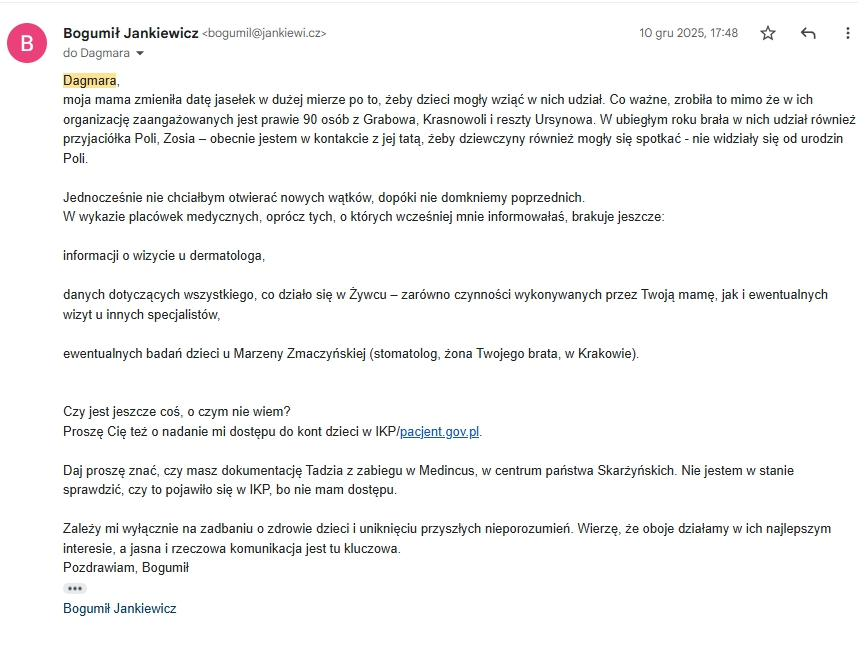 B
Bogumił Jankiewicz <bogumil@jankiewi.cz>
10 gru 2025, 17:48
do Dagmara
Dagmara,
moja mama zmieniła datę jasełek w dużej mierze po to, żeby dzieci mogły wziąć w nich udział. Co ważne, zrobiła to mimo że w ich
organizację zaangażowanych jest prawie 90 osób z Grabowa, Krasnowoli i reszty Ursynowa. W ubiegłym roku brała w nich udział również
przyjaciółka Poli, Zosia – obecnie jestem w kontakcie z jej tatą, żeby dziewczyny również mogły się spotkać - nie widziały się od urodzin
Poli.
Jednocześnie nie chciałbym otwierać nowych wątków, dopóki nie domkniemy poprzednich.
W wykazie placówek medycznych, oprócz tych, o których wcześniej mnie informowałaś, brakuje jeszcze:
informacji o wizycie u dermatologa,
danych dotyczących wszystkiego, co działo się w Żywcu – zarówno czynności wykonywanych przez Twoją mamę, jak i ewentualnych
wizyt u innych specjalistów,
ewentualnych badań dzieci u Marzeny Zmaczyńskiej (stomatolog, żona Twojego brata, w Krakowie).
Czy jest jeszcze coś, o czym nie wiem?
Proszę Cię też o nadanie mi dostępu do kont dzieci w IKP/pacjent.gov.pl.
Daj proszę znać, czy masz dokumentację Tadzia z zabiegu w Medincus, w centrum państwa Skarżyńskich. Nie jestem w stanie
sprawdzić, czy to pojawiło się w IKP, bo nie mam dostępu.
Zależy mi wyłącznie na zadbaniu o zdrowie dzieci i uniknięciu przyszłych nieporozumień. Wierzę, że oboje działamy w ich najlepszym
interesie, a jasna i rzeczowa komunikacja jest tu kluczowa.
Pozdrawiam, Bogumił
Bogumił Jankiewicz